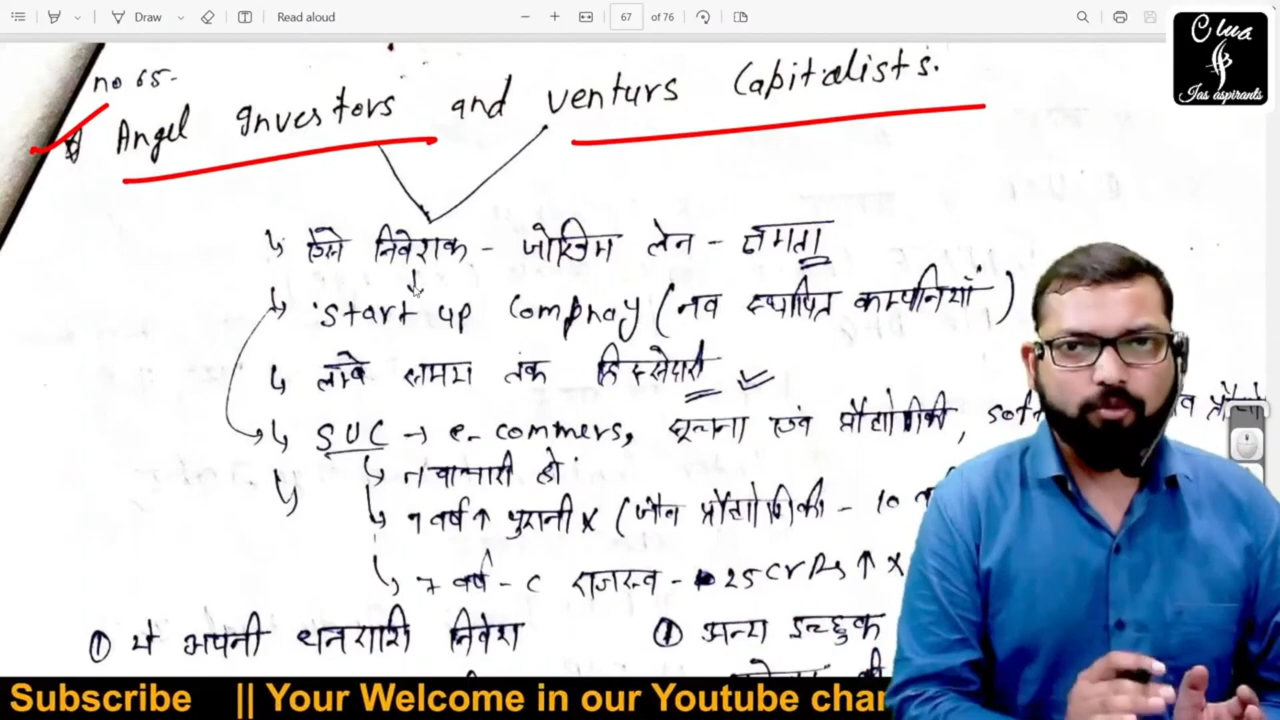 Draw
Read aloud
67
of 76
Clua
Ias aspirants
no 65-
Angel Investors and venturs Capitalists.
ऐसे निवेशक - जोखिम लेन - क्षमता
Start up Compnay (नव स्थापित कम्पनियाँ)
लंबे समय तक हिस्सेदारी
SUC → e-commers, सूचना एवं प्रौद्योगिकी,
नवाचारी हो
7 वर्ष ↑ पुरानी × (जैव प्रौद्योगिकी - 10
7 वर्ष - C राजस्व - 25 Cr Rs ↑ ×
① ये अपनी धनराशि निवेश
① अन्य इच्छुक
Subscribe || Your Welcome in our Youtube char